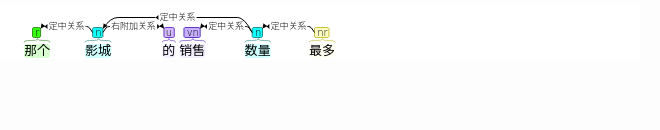 定中关系
r 定中关系 n 右附加关系 u vn 定中关系 n 定中关系 nr
那个 影城 的 销售 数量 最多